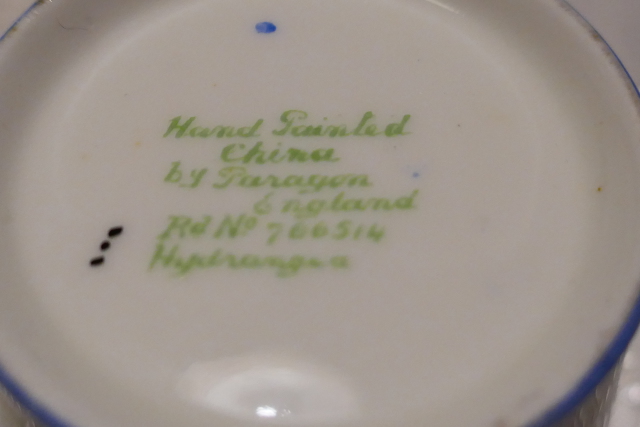 Hand Painted
China
by Paragon
England
Rd No 766514
Hydrangea